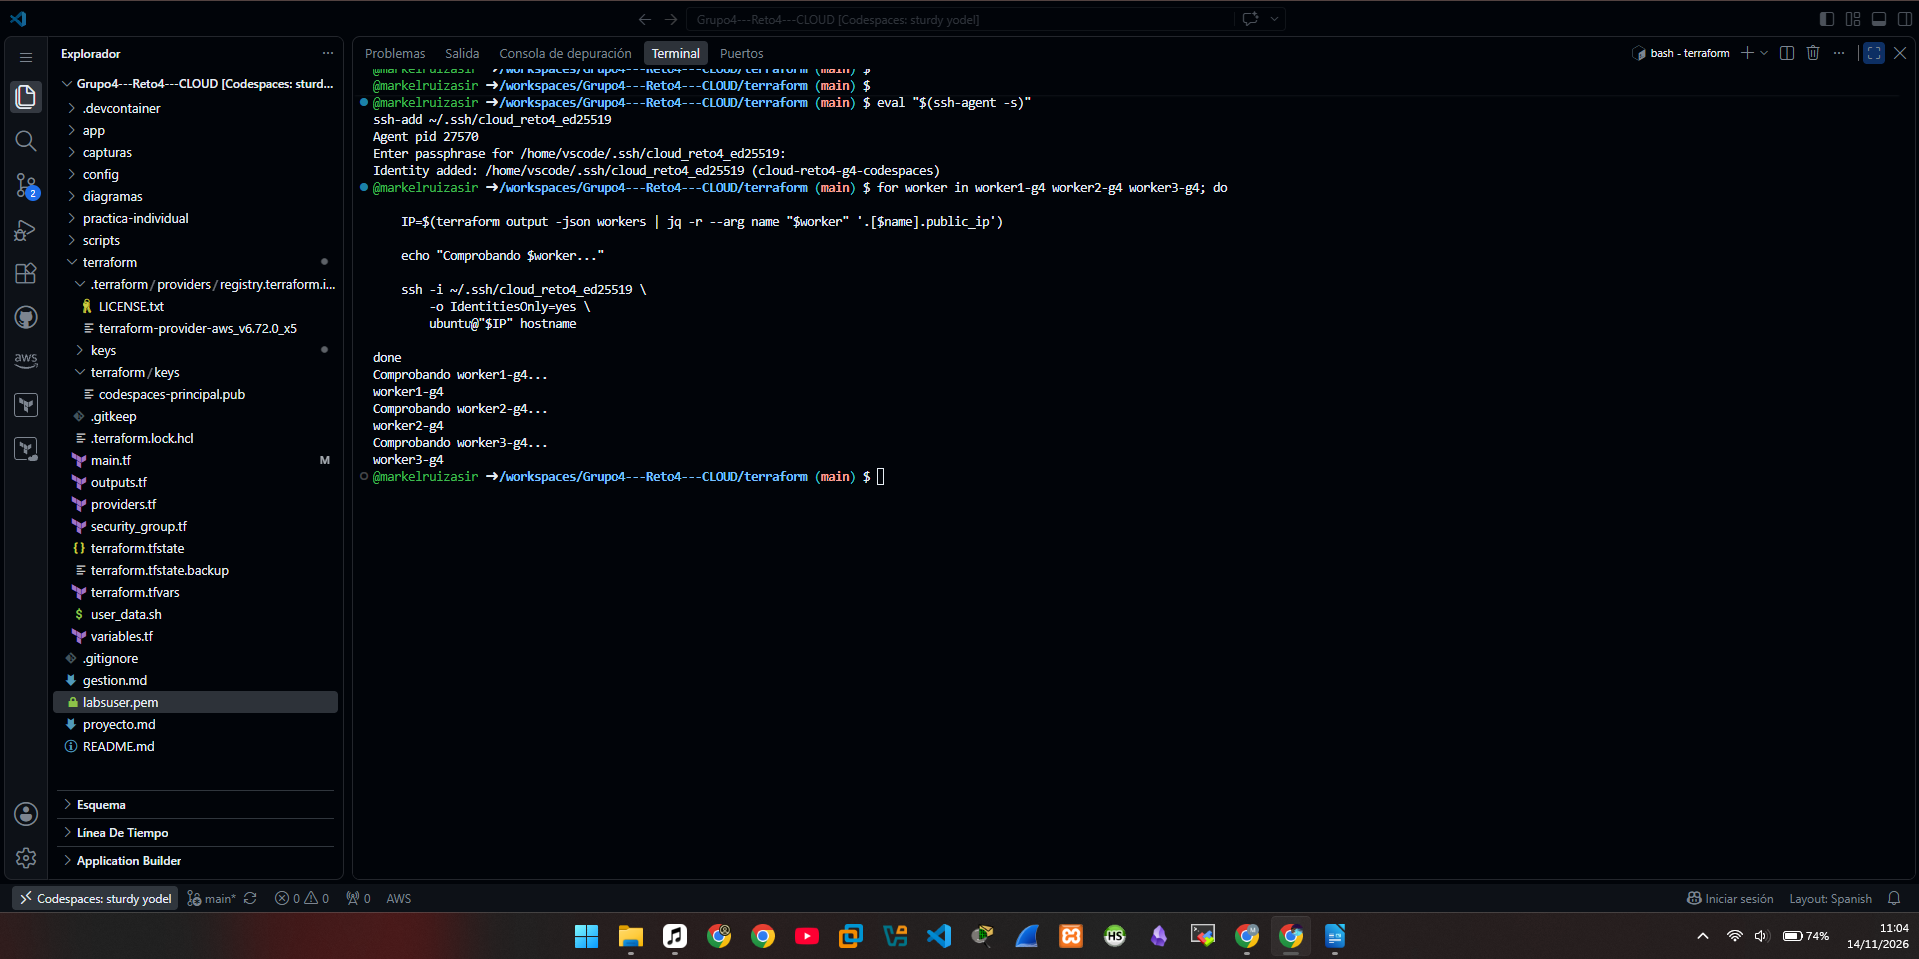 Grupo4---Reto4---CLOUD [Codespaces: sturdy yodel]
Explorador
Grupo4---Reto4---CLOUD [Codespaces: sturd...
.devcontainer
app
capturas
config
diagramas
practica-individual
scripts
terraform
.terraform/providers/registry.terraform.i...
LICENSE.txt
terraform-provider-aws_v6.72.0_x5
keys
terraform/keys
codespaces-principal.pub
.gitkeep
.terraform.lock.hcl
main.tf M
outputs.tf
providers.tf
security_group.tf
terraform.tfstate
terraform.tfstate.backup
terraform.tfvars
user_data.sh
variables.tf
.gitignore
gestion.md
labsuser.pem
proyecto.md
README.md
Esquema
Línea De Tiempo
Application Builder
2
aws
Problemas Salida Consola de depuración Terminal Puertos
bash - terraform
@markelruizasir ➜/workspaces/Grupo4---Reto4---CLOUD/terraform (main) $
@markelruizasir ➜/workspaces/Grupo4---Reto4---CLOUD/terraform (main) $
@markelruizasir ➜/workspaces/Grupo4---Reto4---CLOUD/terraform (main) $ eval "$(ssh-agent -s)"
ssh-add ~/.ssh/cloud_reto4_ed25519
Agent pid 27570
Enter passphrase for /home/vscode/.ssh/cloud_reto4_ed25519:
Identity added: /home/vscode/.ssh/cloud_reto4_ed25519 (cloud-reto4-g4-codespaces)
@markelruizasir ➜/workspaces/Grupo4---Reto4---CLOUD/terraform (main) $ for worker in worker1-g4 worker2-g4 worker3-g4; do
IP=$(terraform output -json workers | jq -r --arg name "$worker" '.[$name].public_ip')
echo "Comprobando $worker..."
ssh -i ~/.ssh/cloud_reto4_ed25519 \
-o IdentitiesOnly=yes \
ubuntu@"$IP" hostname
done
Comprobando worker1-g4...
worker1-g4
Comprobando worker2-g4...
worker2-g4
Comprobando worker3-g4...
worker3-g4
@markelruizasir ➜/workspaces/Grupo4---Reto4---CLOUD/terraform (main) $
Codespaces: sturdy yodel main* 0 0 0 AWS
Iniciar sesión Layout: Spanish
HS
74%
11:04
14/11/2026